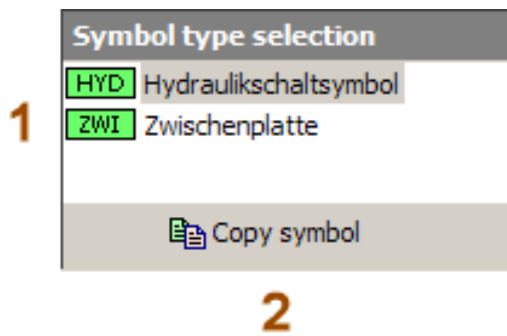 Symbol type selection
HYD Hydraulikschaltsymbol
1
ZWI Zwischenplatte
Copy symbol
2